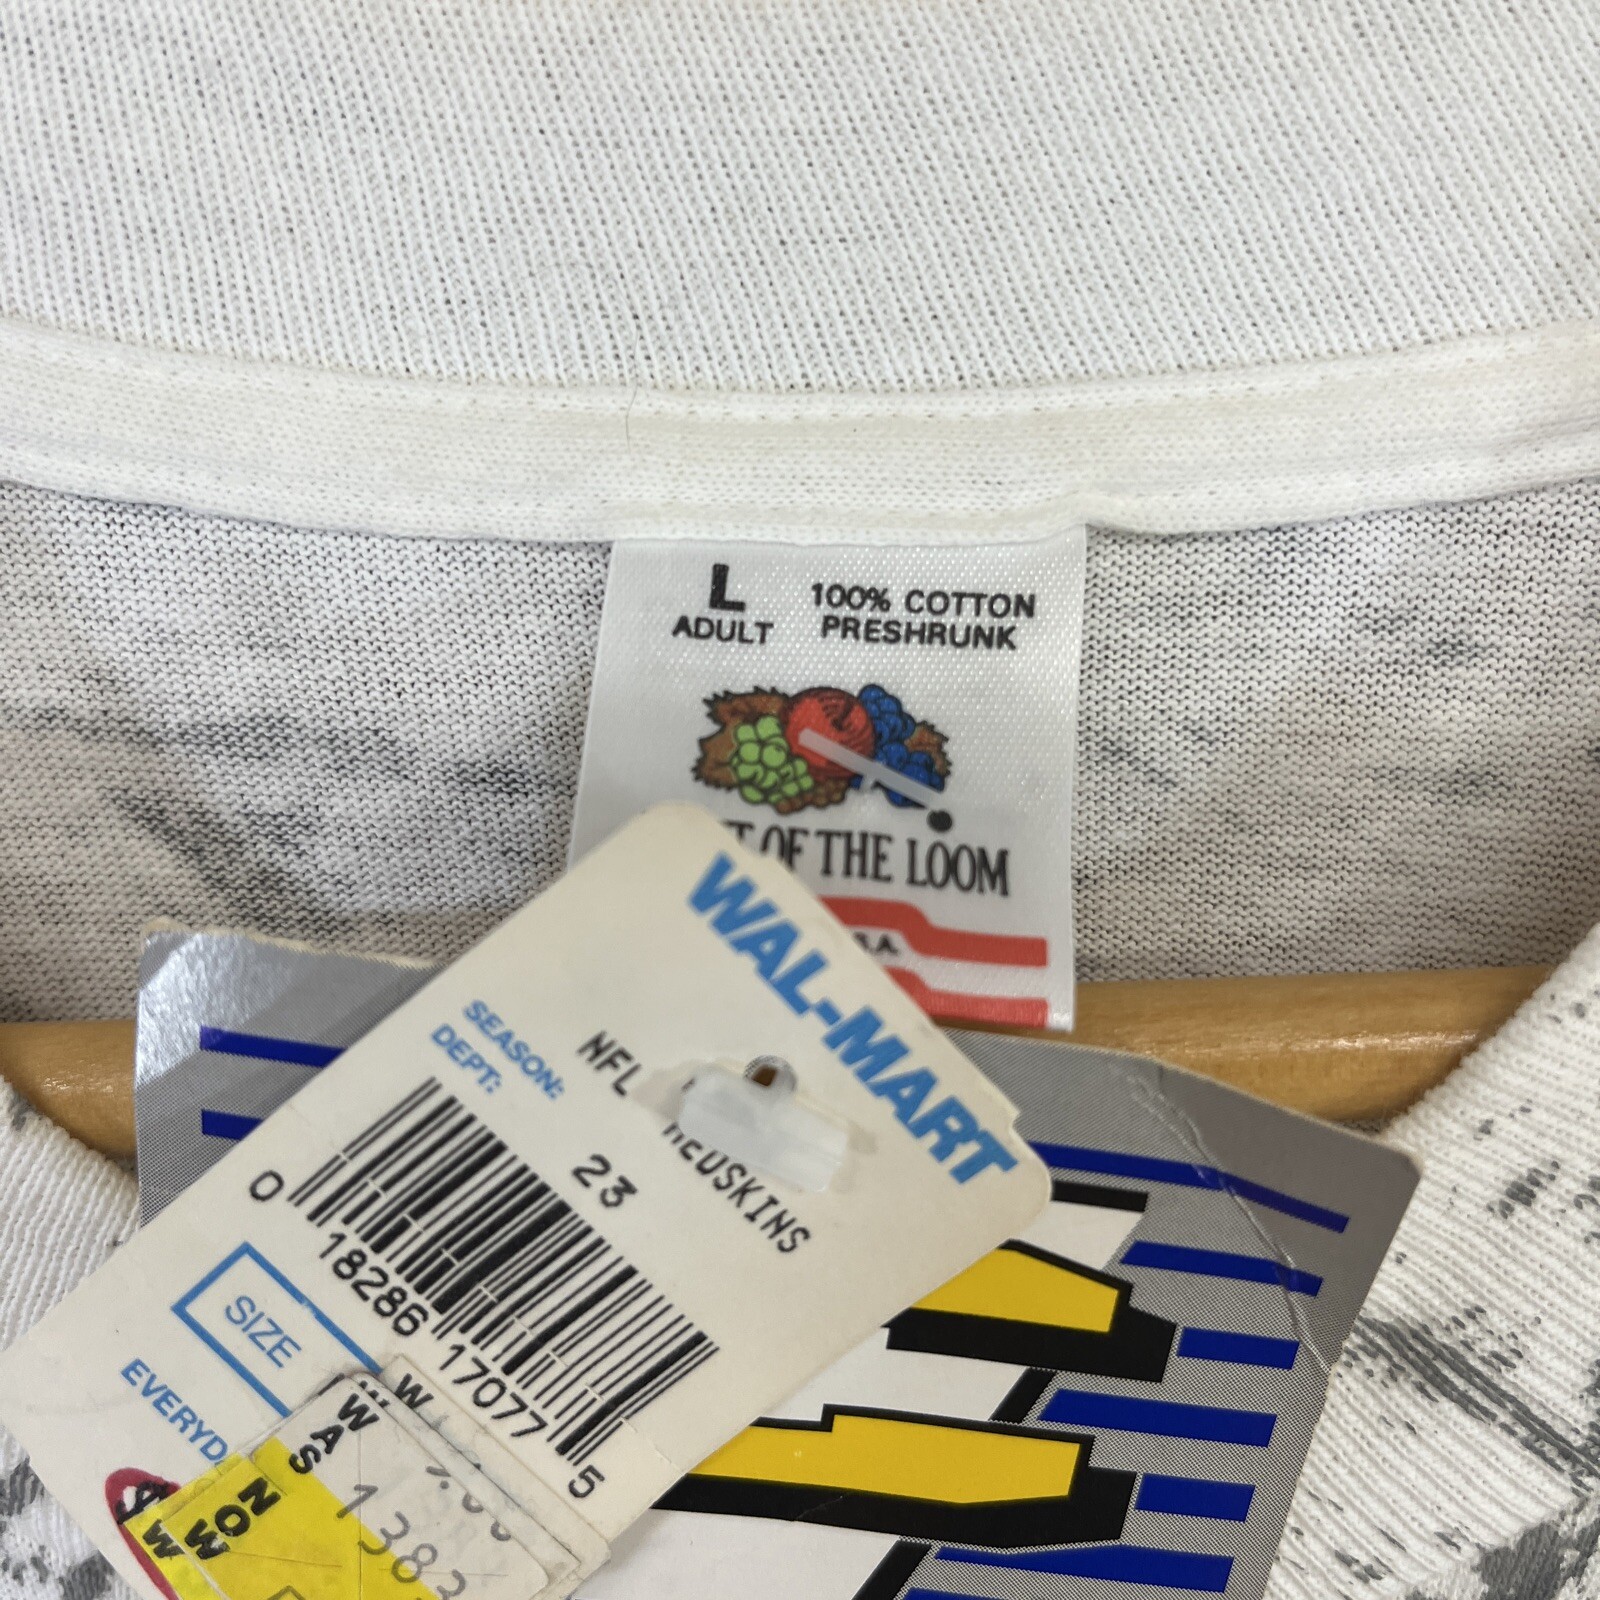 L
ADULT
100% COTTON
PRESHRUNK
OF THE LOOM
WAL-MART
SEASON:
DEPT:
NFL
REDSKINS
23
0 18286 17077 5
SIZE
WAS
NOW